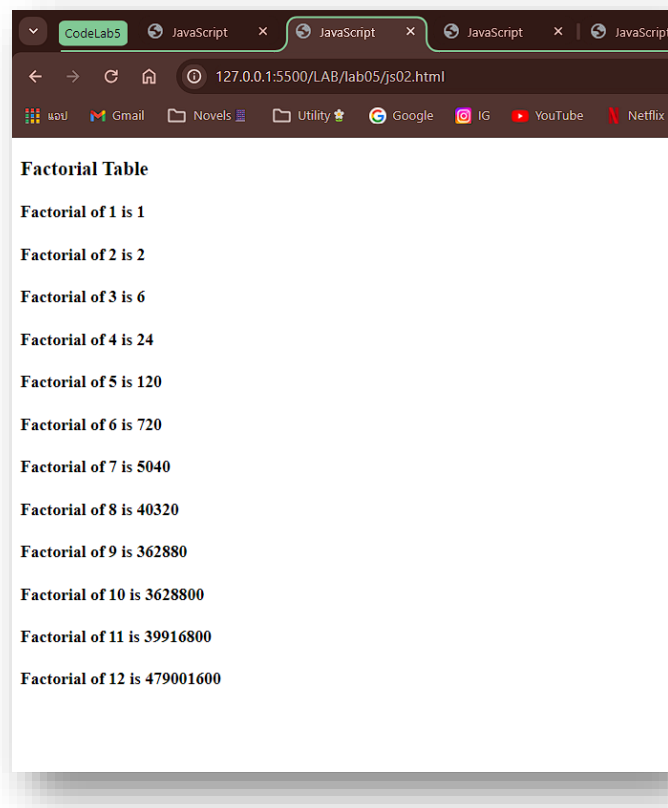 CodeLab5 JavaScript JavaScript JavaScript JavaScript
127.0.0.1:5500/LAB/lab05/js02.html
แอป Gmail Novels Utility Google IG YouTube Netflix
Factorial Table
Factorial of 1 is 1
Factorial of 2 is 2
Factorial of 3 is 6
Factorial of 4 is 24
Factorial of 5 is 120
Factorial of 6 is 720
Factorial of 7 is 5040
Factorial of 8 is 40320
Factorial of 9 is 362880
Factorial of 10 is 3628800
Factorial of 11 is 39916800
Factorial of 12 is 479001600